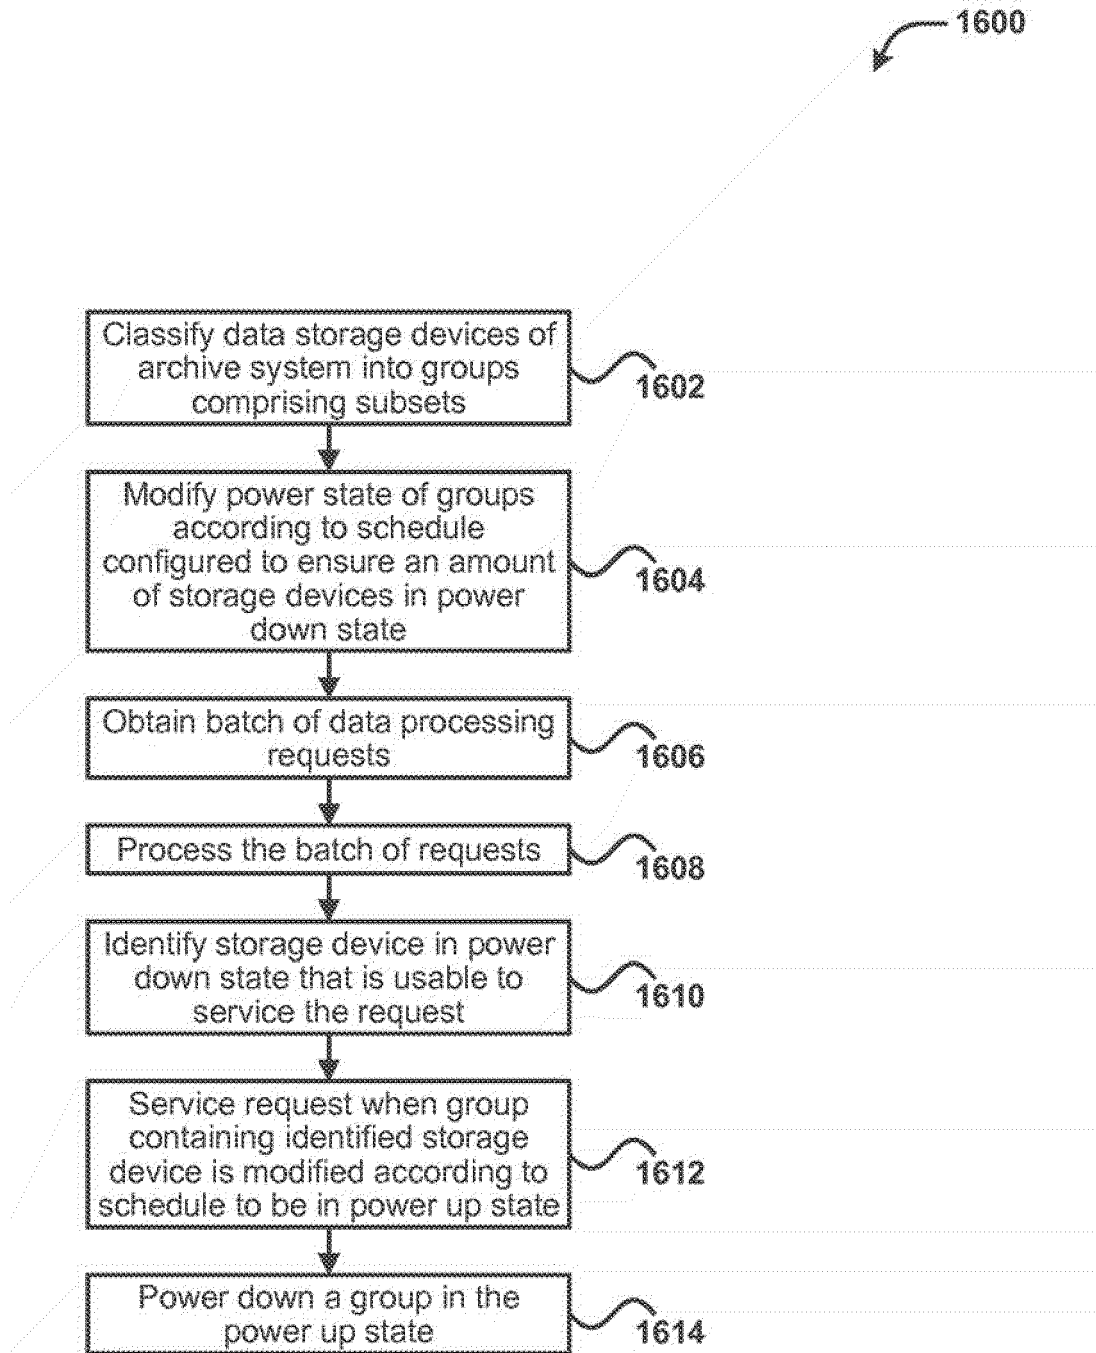 1600
Classify data storage devices of
archive system into groups
comprising subsets
1602
Modify power state of groups
according to schedule
configured to ensure an amount
of storage devices in power
down state
1604
Obtain batch of data processing
requests
1606
Process the batch of requests
1608
Identify storage device in power
down state that is usable to
service the request
1610
Service request when group
containing identified storage
device is modified according to
schedule to be in power up state
1612
Power down a group in the
power up state
1614